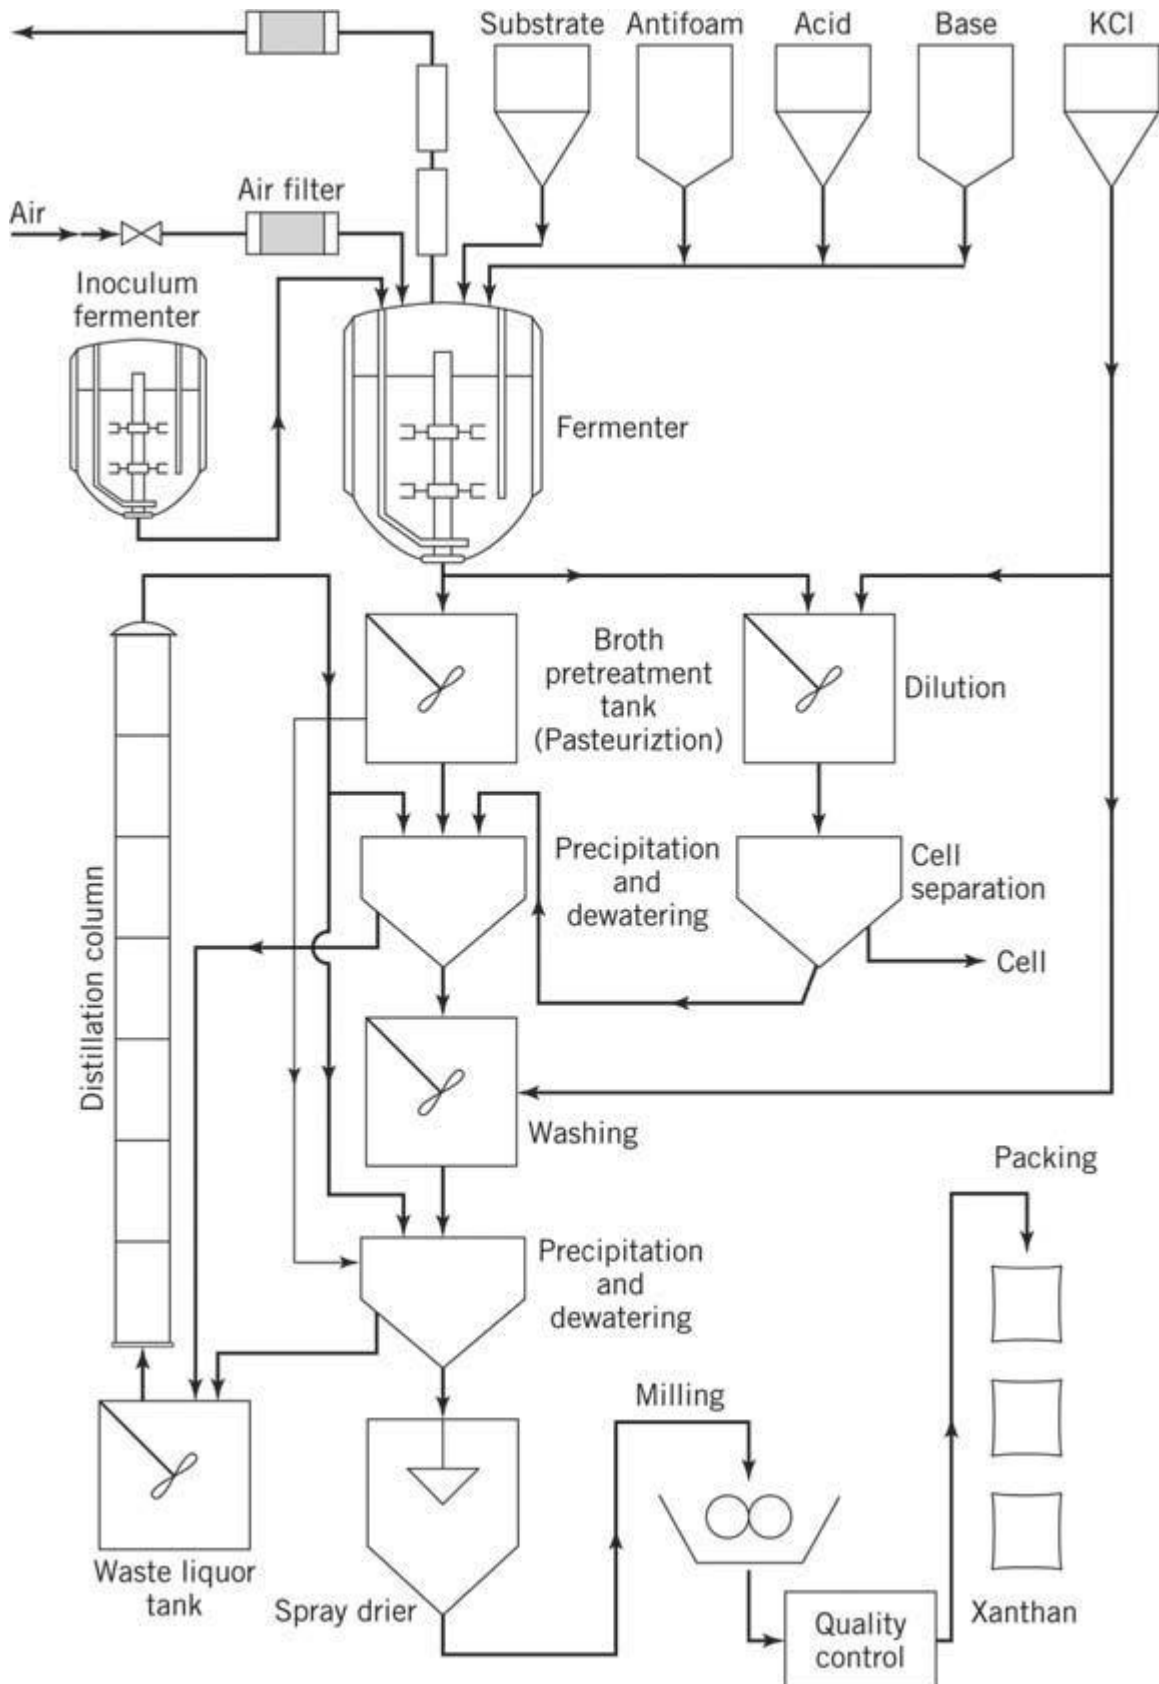 Substrate
Antifoam
Acid
Base
KCl
Air filter
Air
Inoculum
fermenter
Fermenter
Broth
pretreatment
tank
(Pasteuriztion)
Dilution
Distillation column
Precipitation
and
dewatering
Cell
separation
Cell
Washing
Packing
Precipitation
and
dewatering
Milling
Waste liquor
tank
Spray drier
Quality
control
Xanthan